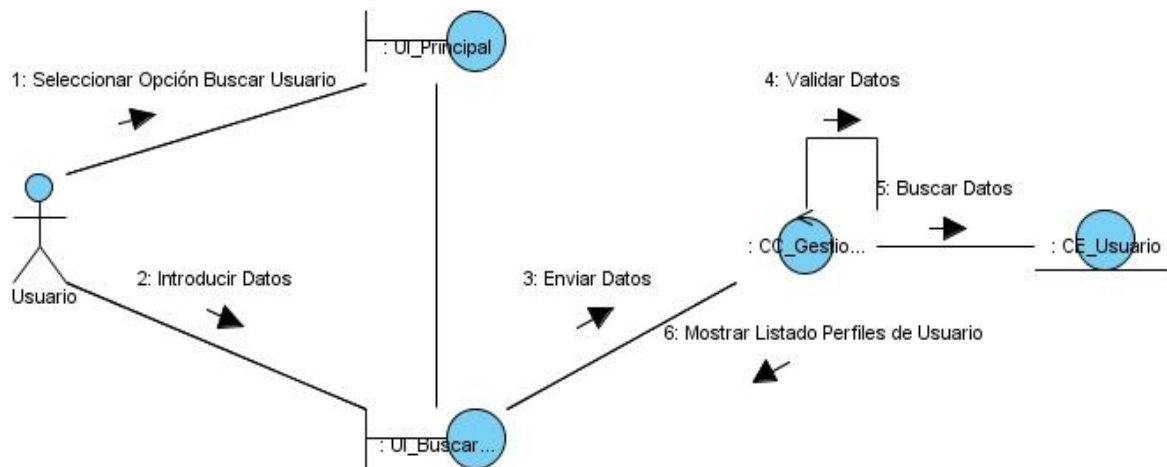 : UI_Principal
1: Seleccionar Opción Buscar Usuario
4: Validar Datos
5: Buscar Datos
: CC_Gestio...
: CE_Usuario
2: Introducir Datos
3: Enviar Datos
Usuario
6: Mostrar Listado Perfiles de Usuario
: UI_Buscar...